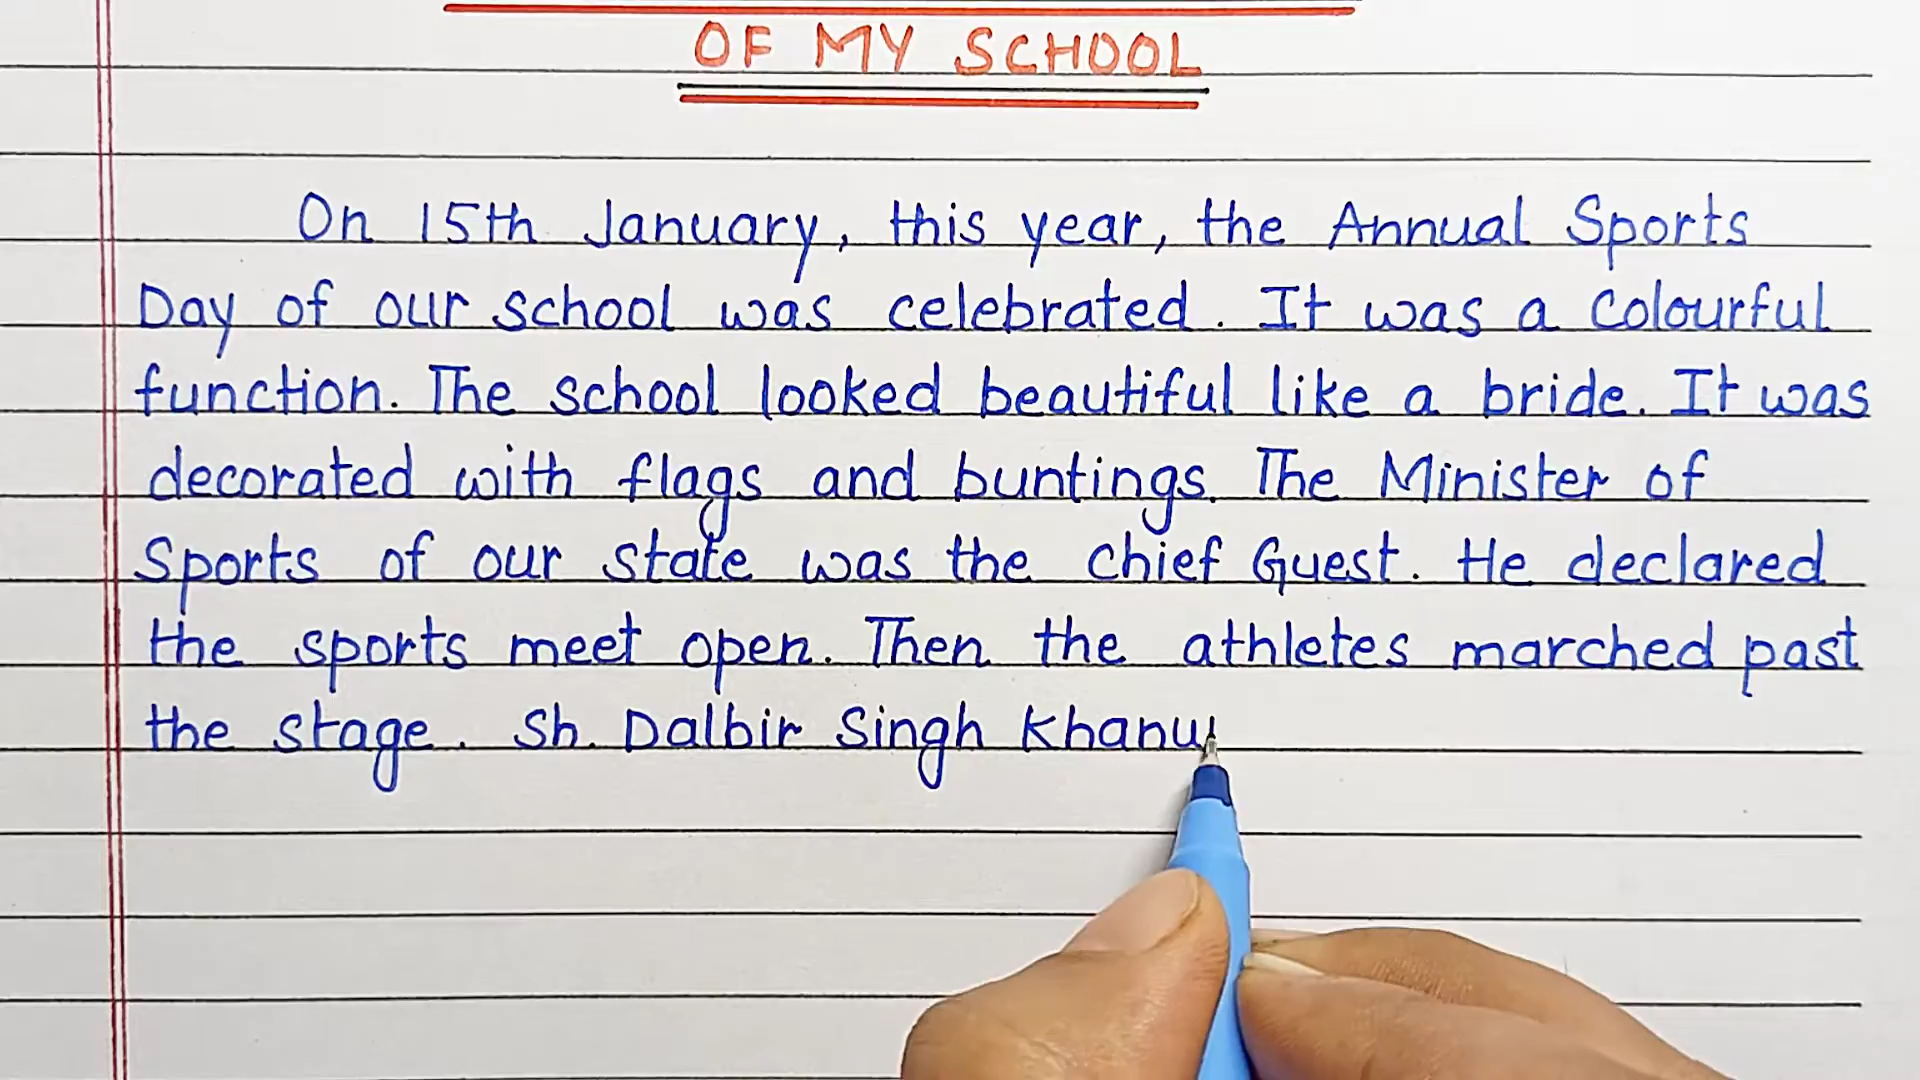 OF MY SCHOOL
On 15th January, this year, the Annual Sports
Day of our school was celebrated. It was a colourful
function. The school looked beautiful like a bride. It was
decorated with flags and buntings. The Minister of
Sports of our state was the chief Guest. He declared
the sports meet open. Then the athletes marched past
the stage. Sh. Dalbir Singh